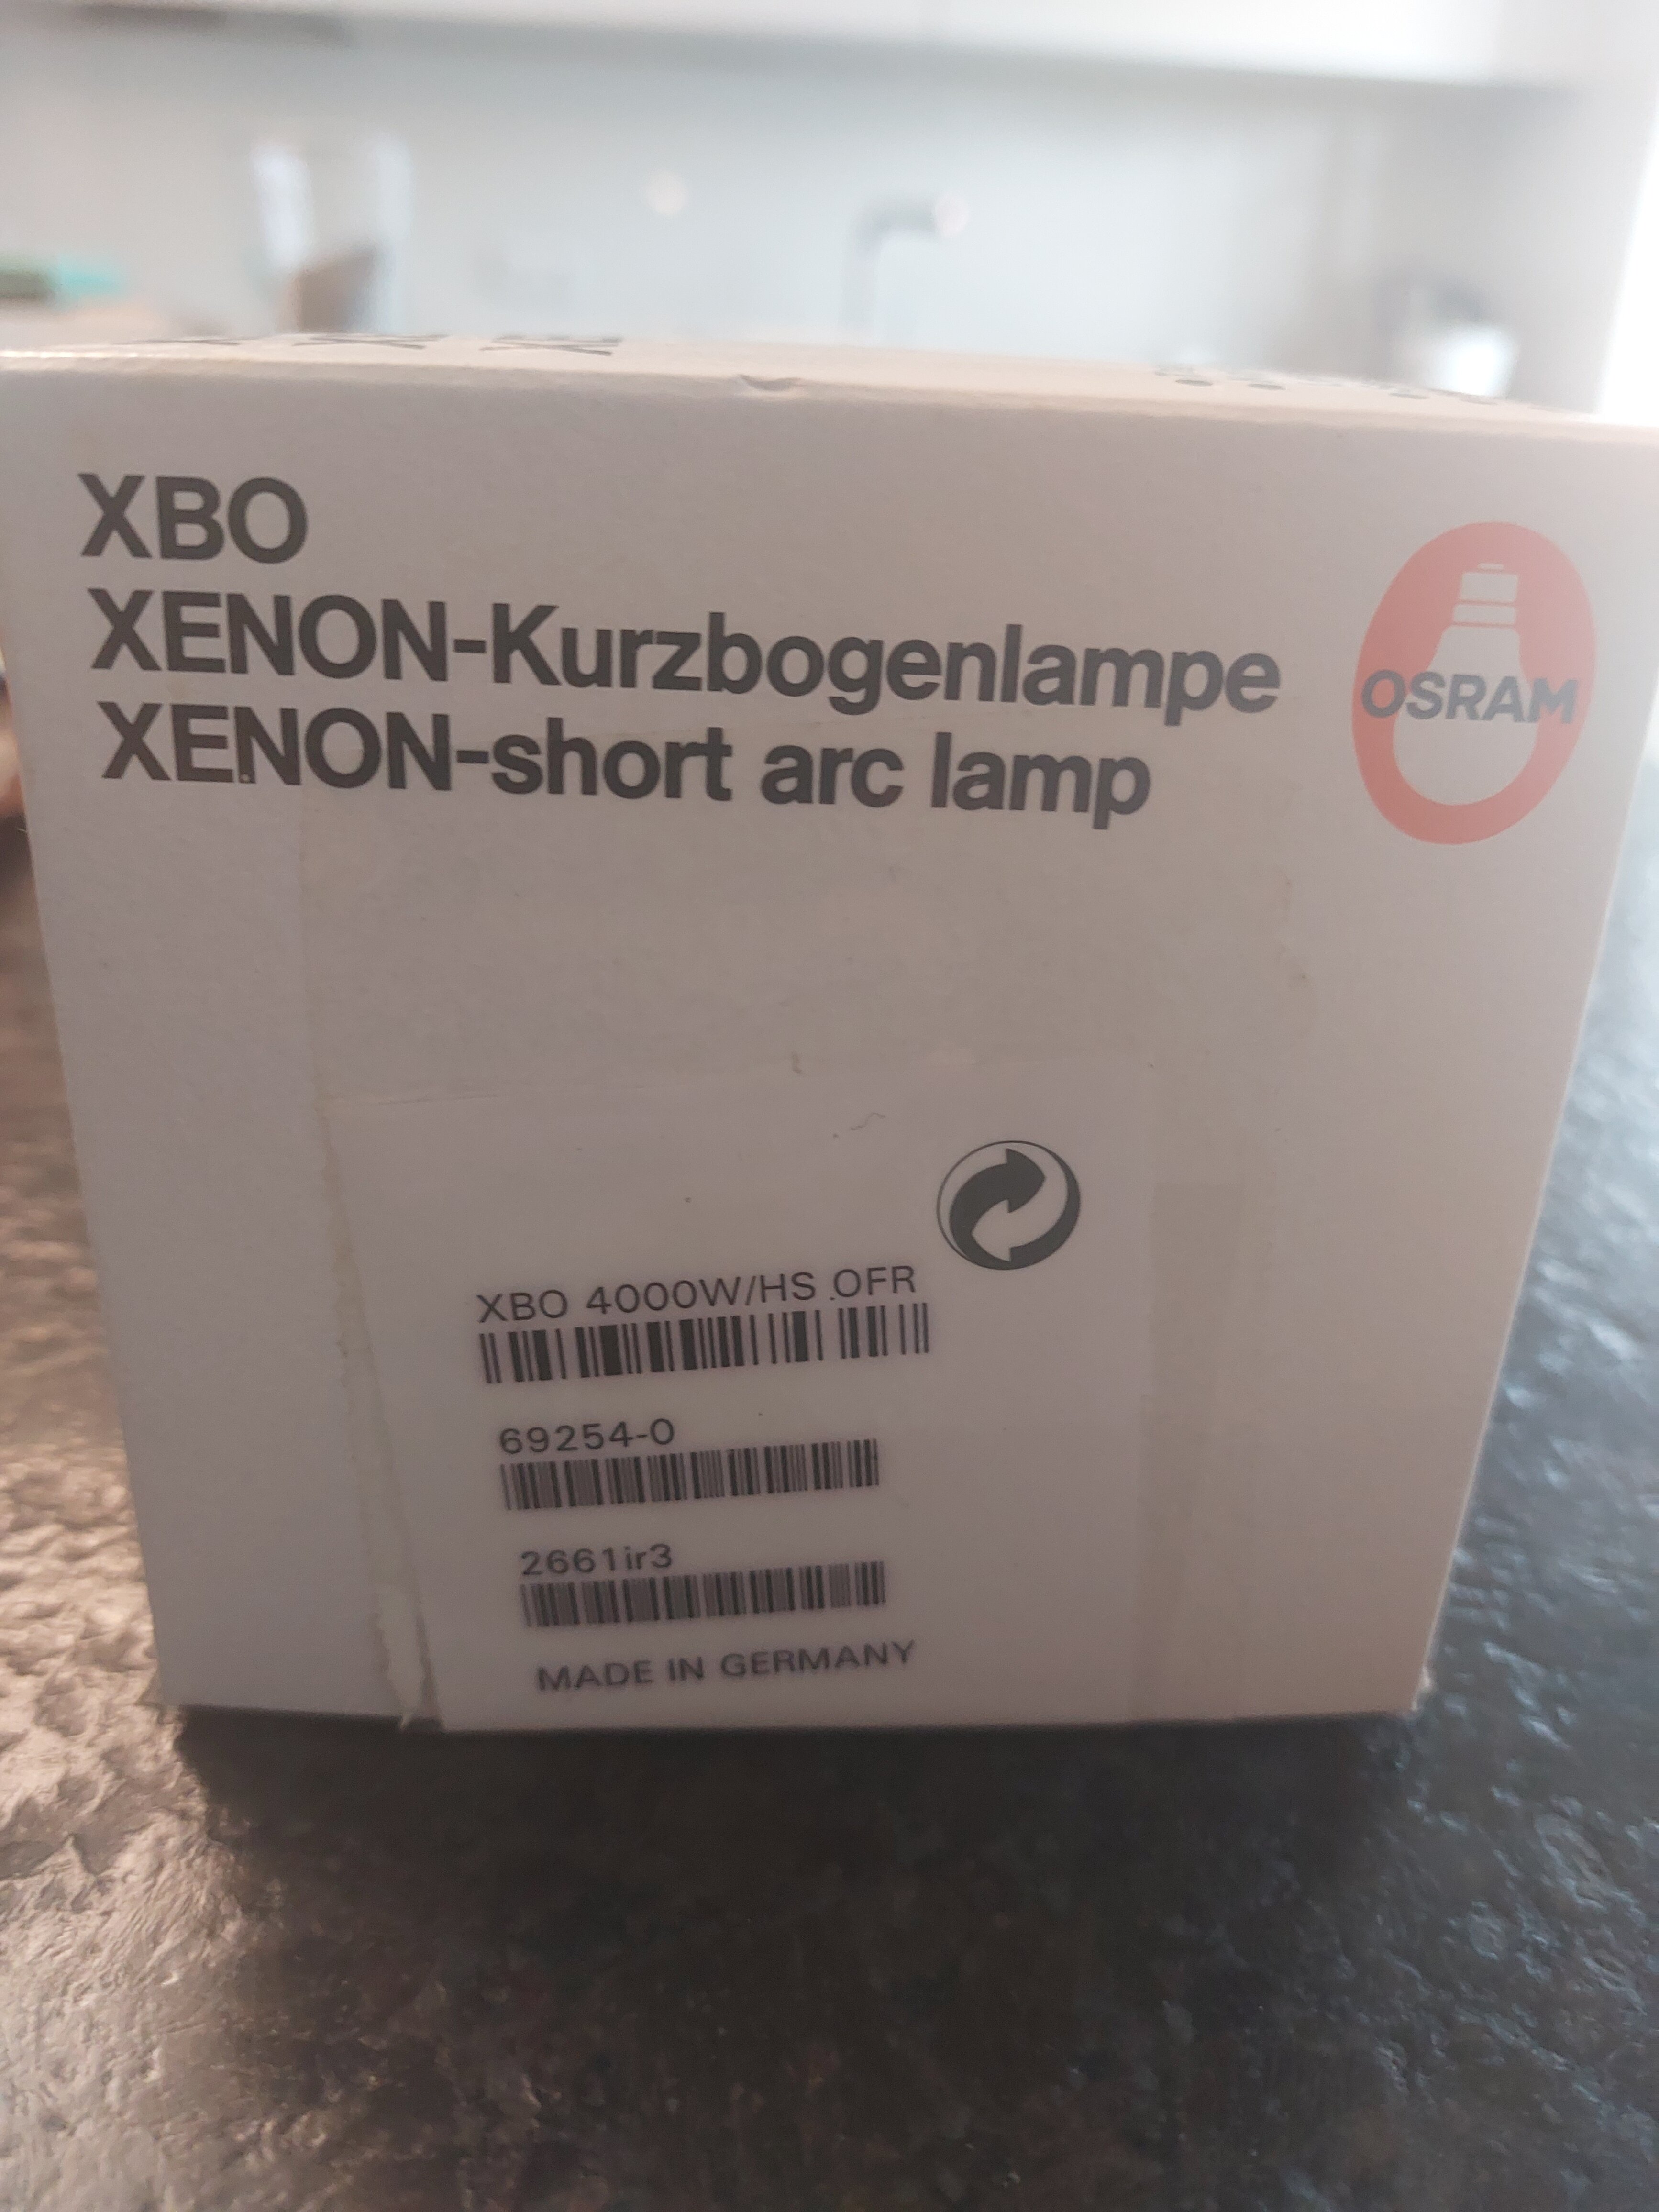 XBO
XENON-Kurzbogenlampe
XENON-short arc lamp
OSRAM
XBO 4000W/HS OFR
69254-0
2661ir3
MADE IN GERMANY